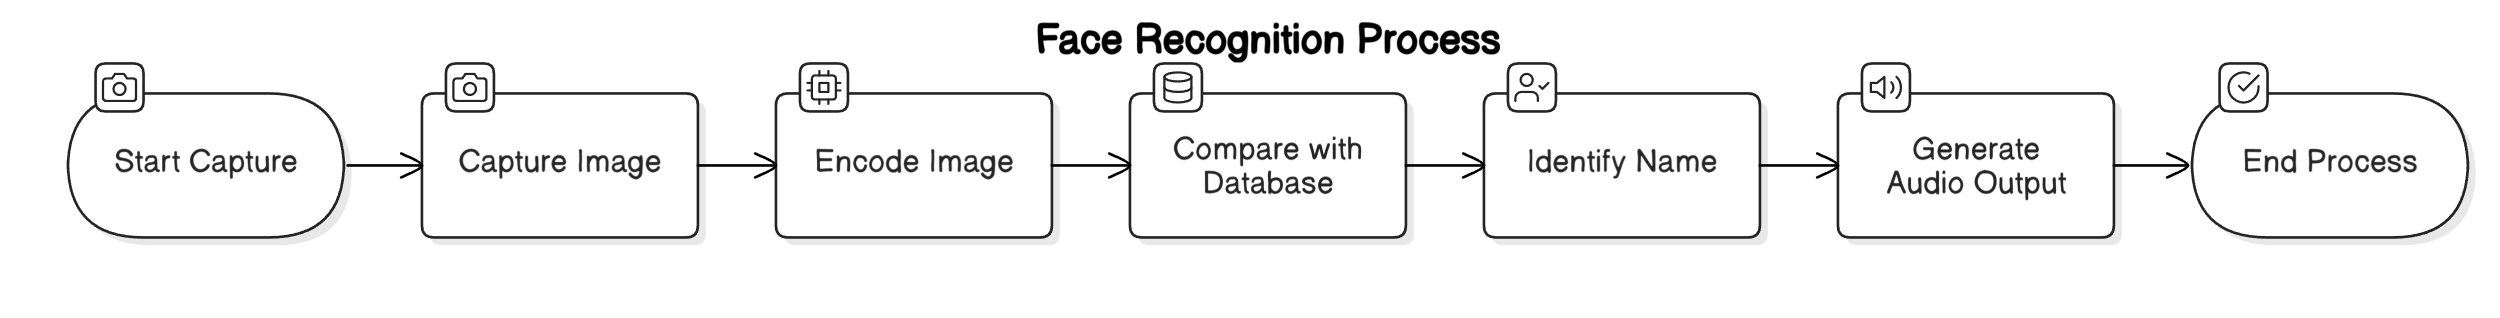 Face Recognition Process
Start Capture
Capture Image
Encode Image
Compare with
Database
Identify Name
Generate
Audio Output
End Process